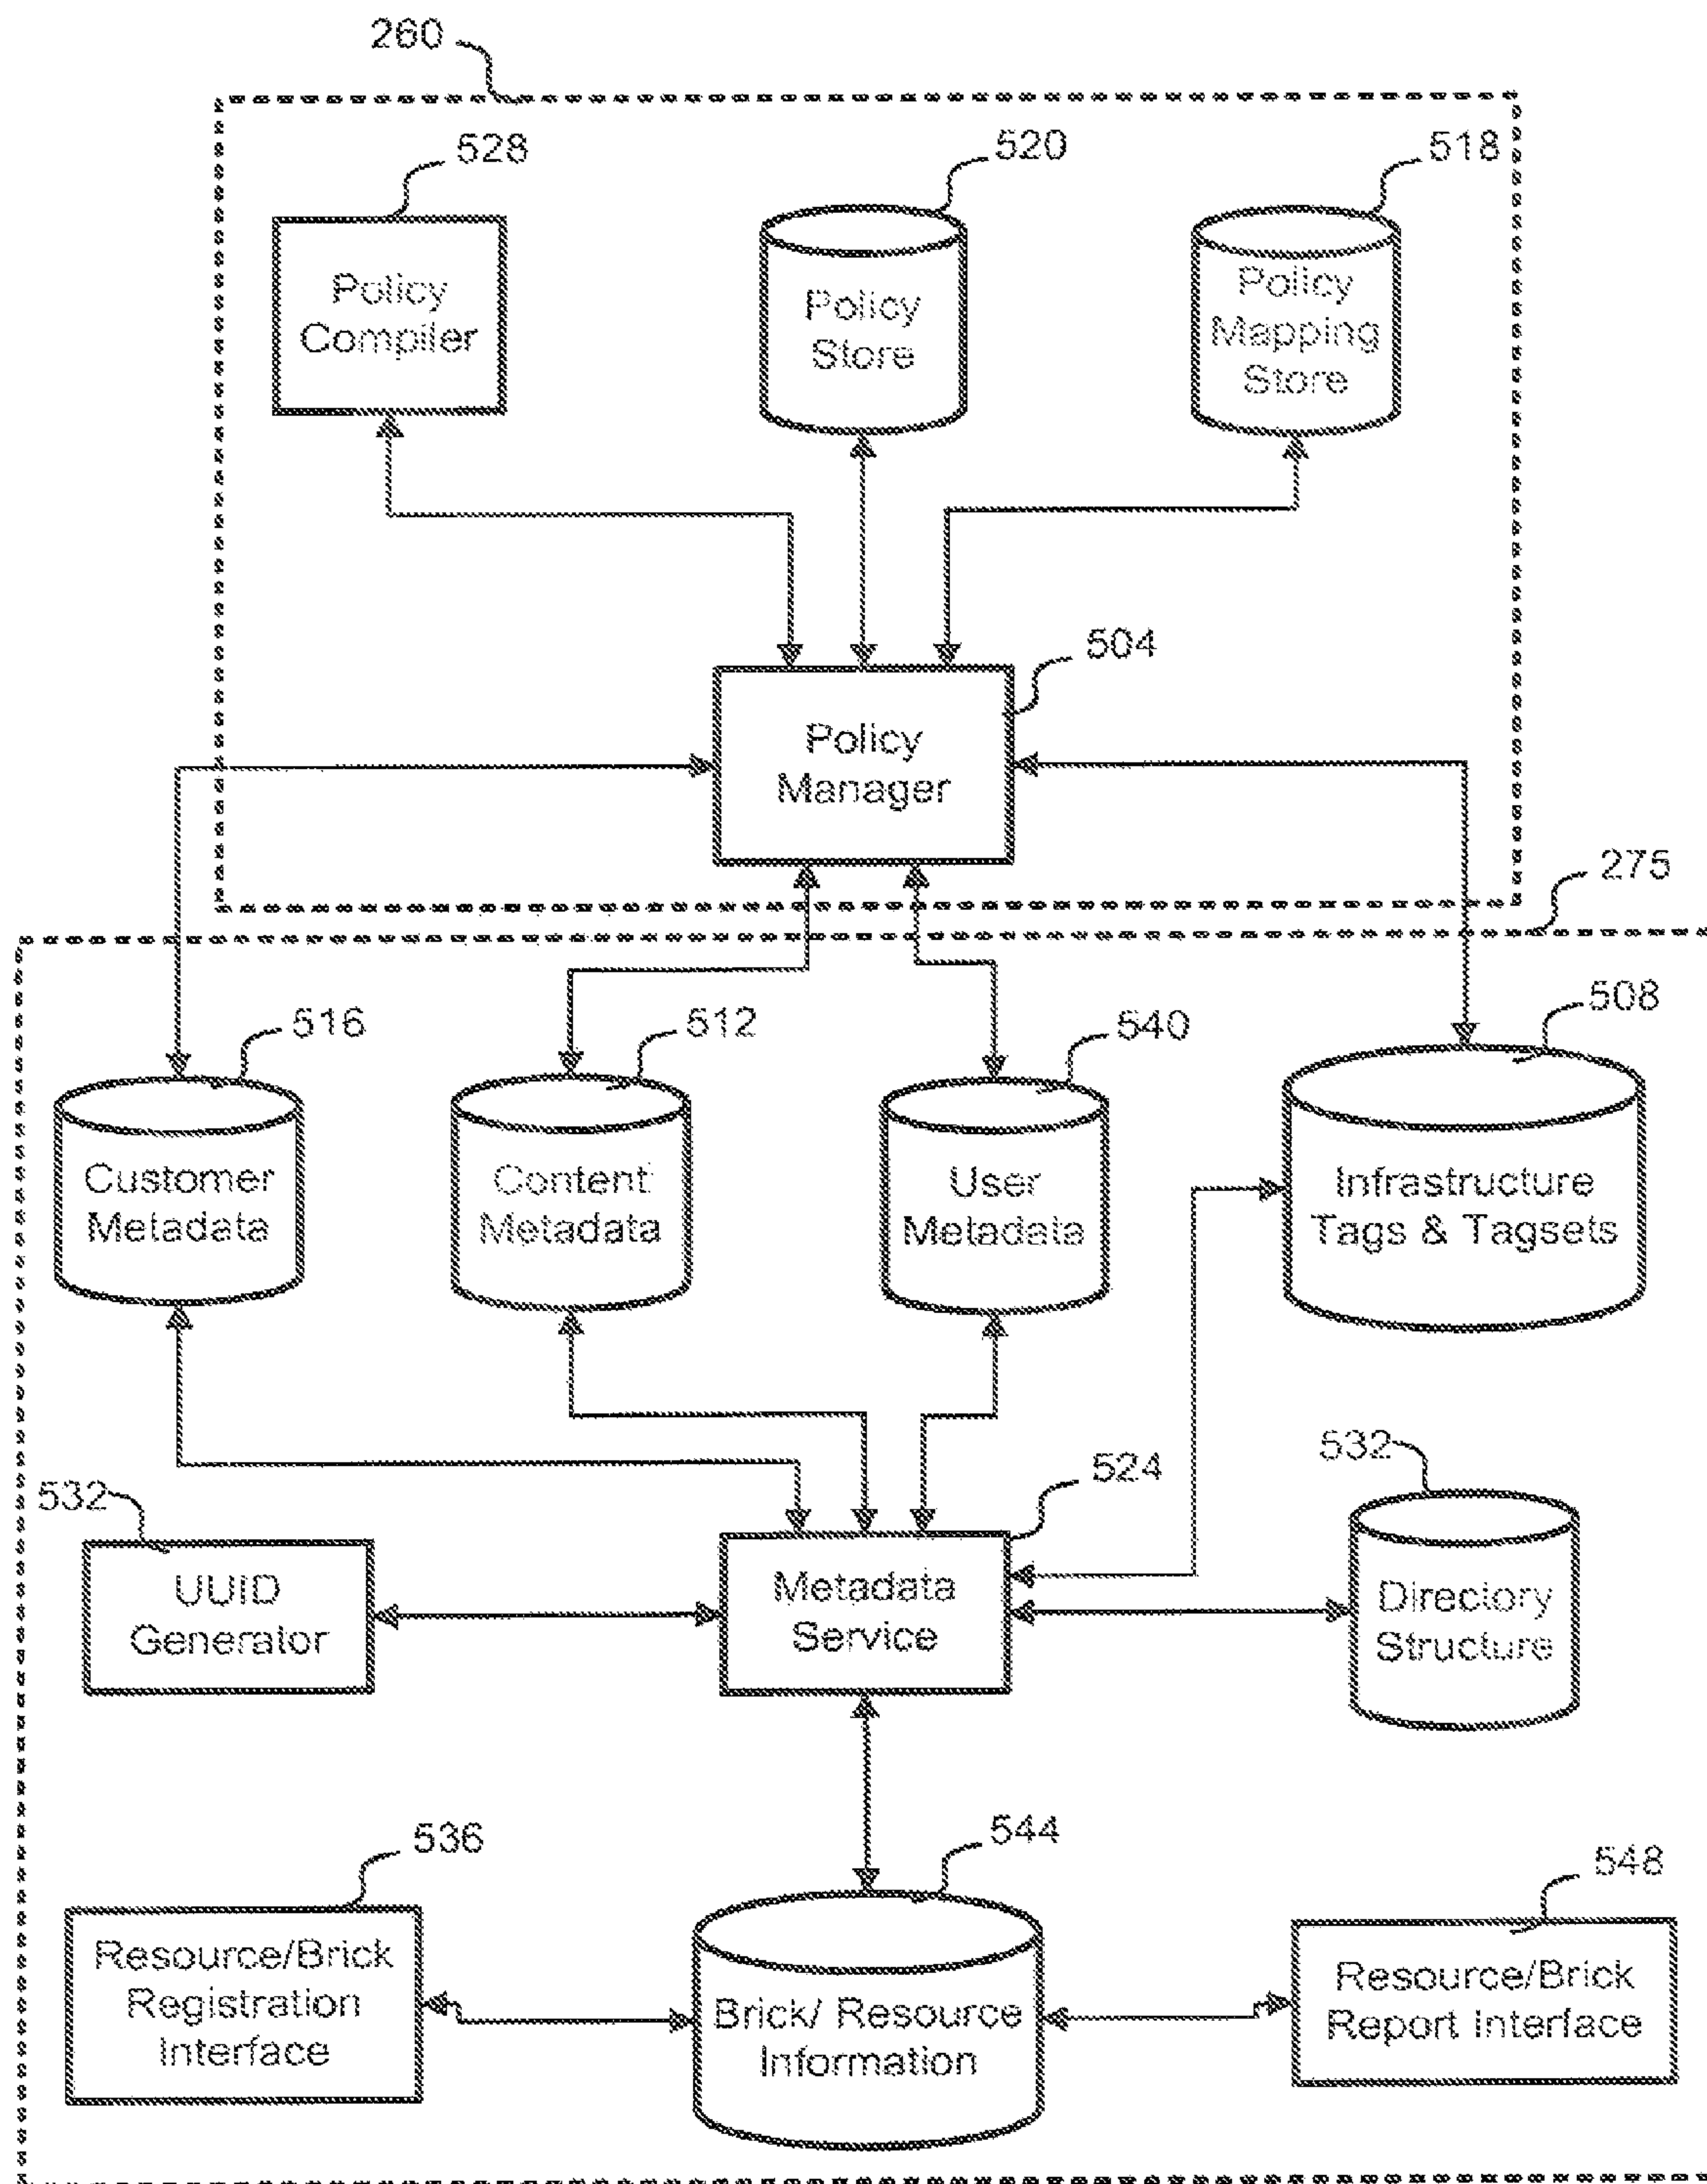 260
528
520
518
Policy
Compiler
Policy
Store
Policy
Mapping
Store
504
Policy
Manager
275
516
512
540
508
Customer
Metadata
Content
Metadata
User
Metadata
Infrastructure
Tags & Tagsets
532
524
532
UUID
Generator
Metadata
Service
Directory
Structure
536
544
548
Resource/Brick
Registration
Interface
Brick/ Resource
Information
Resource/Brick
Report Interface